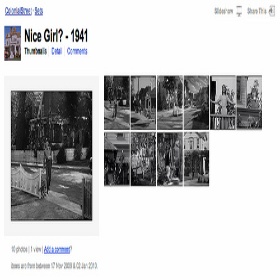 ColonialStreet > Sets
Slideshow Share This
Nice Girl? - 1941
Thumbnails Detail Comments
10 photos | 1 view | Add a comment?
items are from between 17 Nov 2009 & 02 Jan 2010.